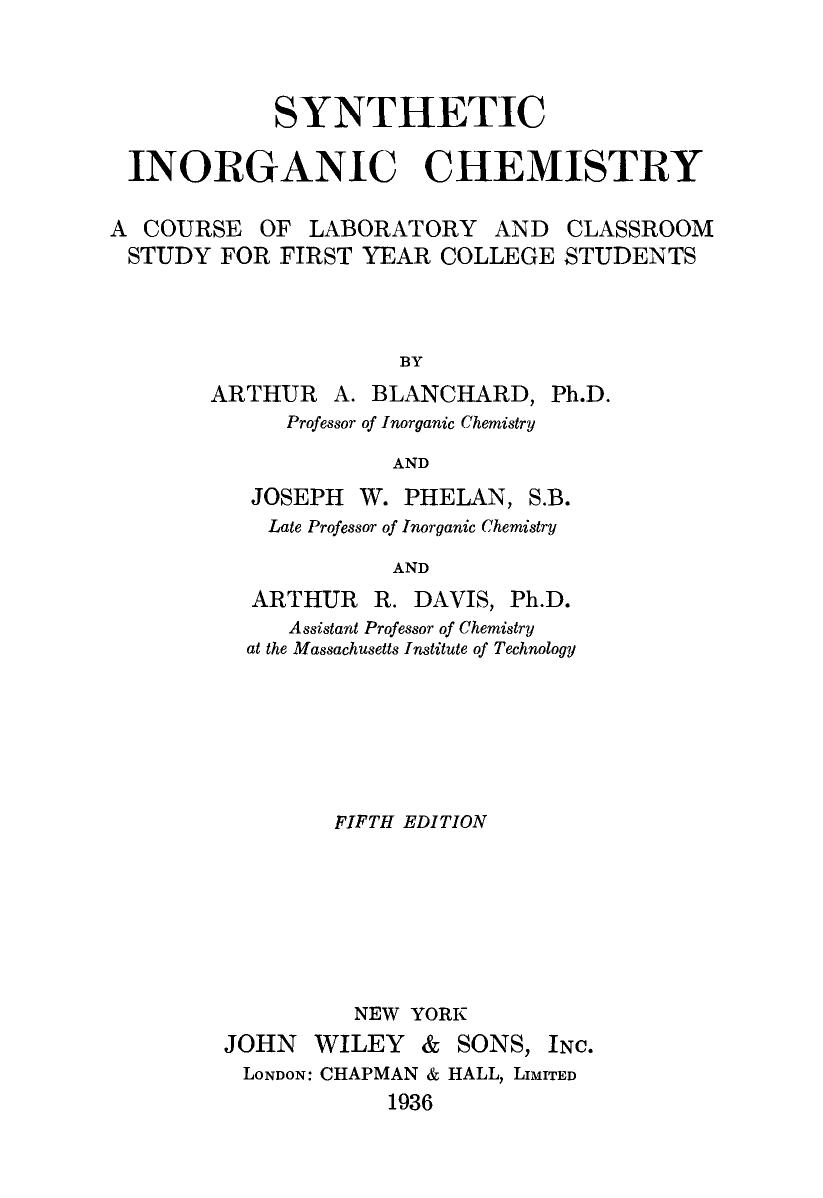 SYNTHETIC
INORGANIC CHEMISTRY
A COURSE OF LABORATORY AND CLASSROOM
STUDY FOR FIRST YEAR COLLEGE STUDENTS
BY
ARTHUR A. BLANCHARD, Ph.D.
Professor of Inorganic Chemistry
AND
JOSEPH W. PHELAN, S.B.
Late Professor of Inorganic Chemistry
AND
ARTHUR R. DAVIS, Ph.D.
Assistant Professor of Chemistry
at the Massachusetts Institute of Technology
FIFTH EDITION
NEW YORK
JOHN WILEY & SONS, INC.
LONDON: CHAPMAN & HALL, LIMITED
1936